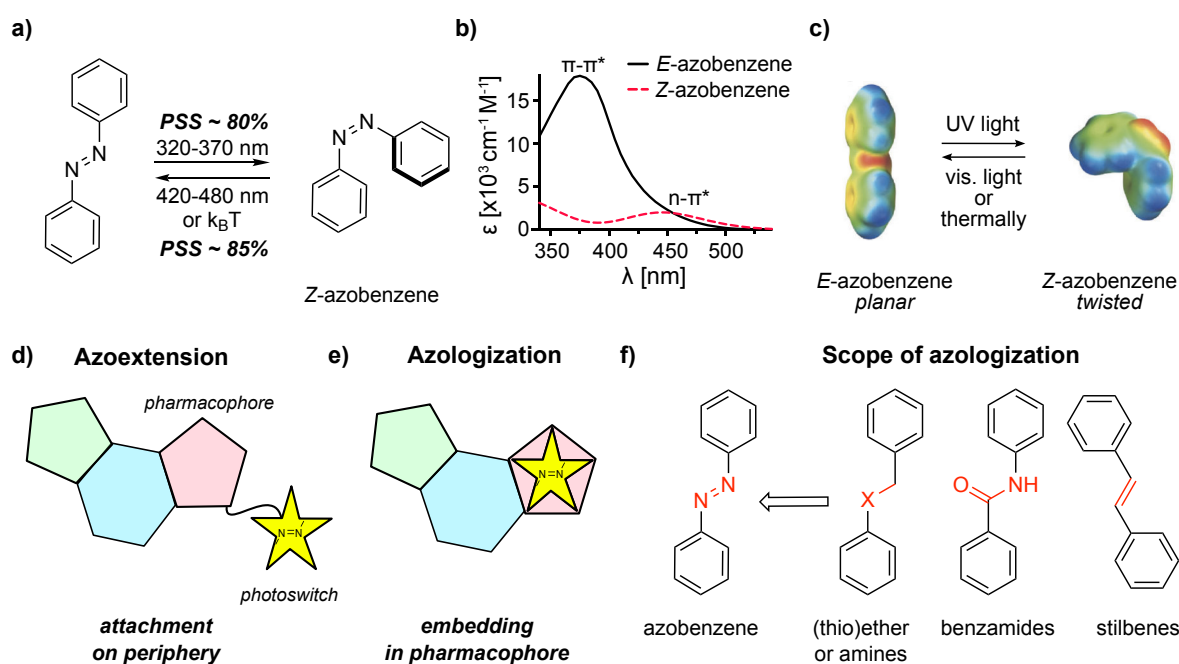 a)
N
N
PSS ~ 80%
320-370 nm
420-480 nm
or kBT
PSS ~ 85%
N
N
Z-azobenzene
b)
π-π*
E-azobenzene
Z-azobenzene
n-π*
ε [x10³ cm⁻¹ M⁻¹]
15
10
5
0
350
400
450
500
λ [nm]
c)
UV light
vis. light
or
thermally
E-azobenzene
planar
Z-azobenzene
twisted
d)
Azoextension
pharmacophore
N=N
photoswitch
attachment
on periphery
e)
Azologization
N=N
embedding
in pharmacophore
f)
Scope of azologization
N
N
azobenzene
X
(thio)ether
or amines
O
NH
benzamides
stilbenes